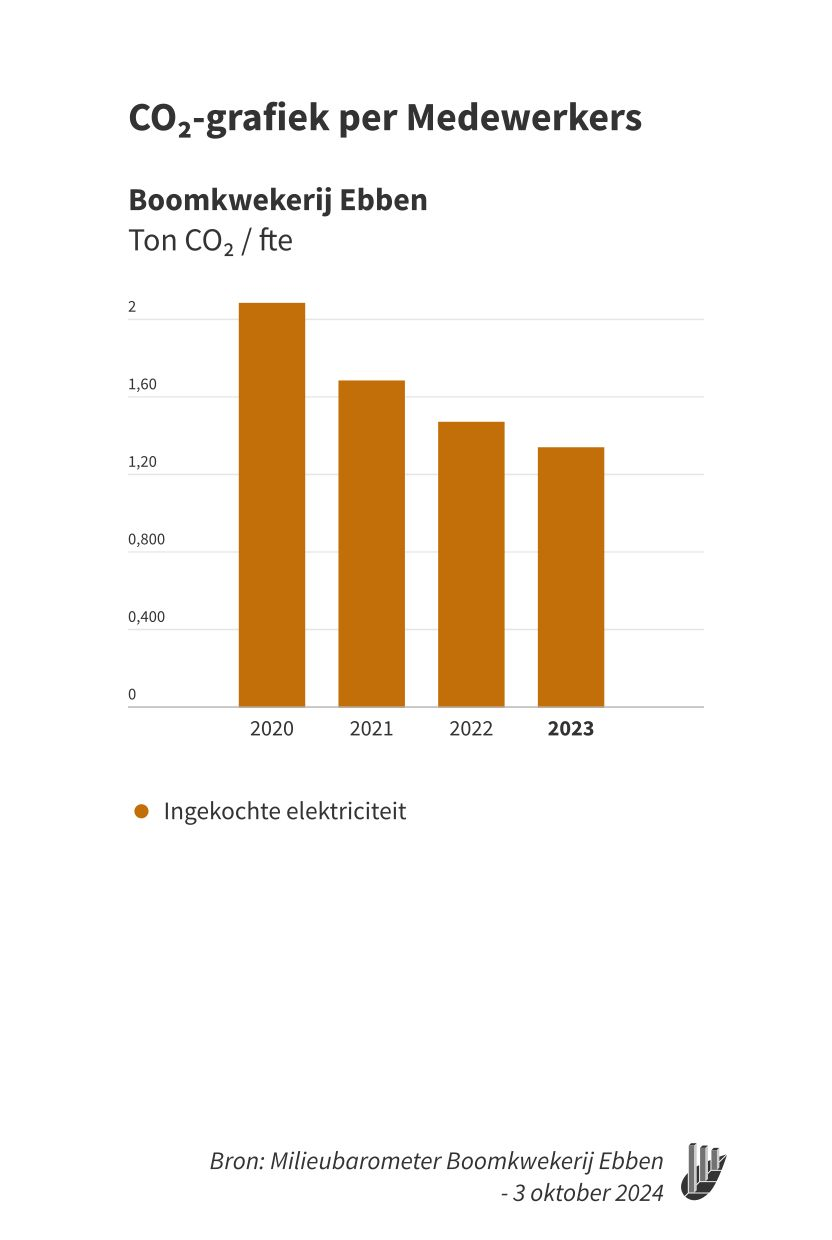 CO₂-grafiek per Medewerkers
Boomkwekerij Ebben
Ton CO₂ / fte
2
1,60
1,20
0,800
0,400
0
2020 2021 2022 2023
Ingekochte elektriciteit
Bron: Milieubarometer Boomkwekerij Ebben
- 3 oktober 2024